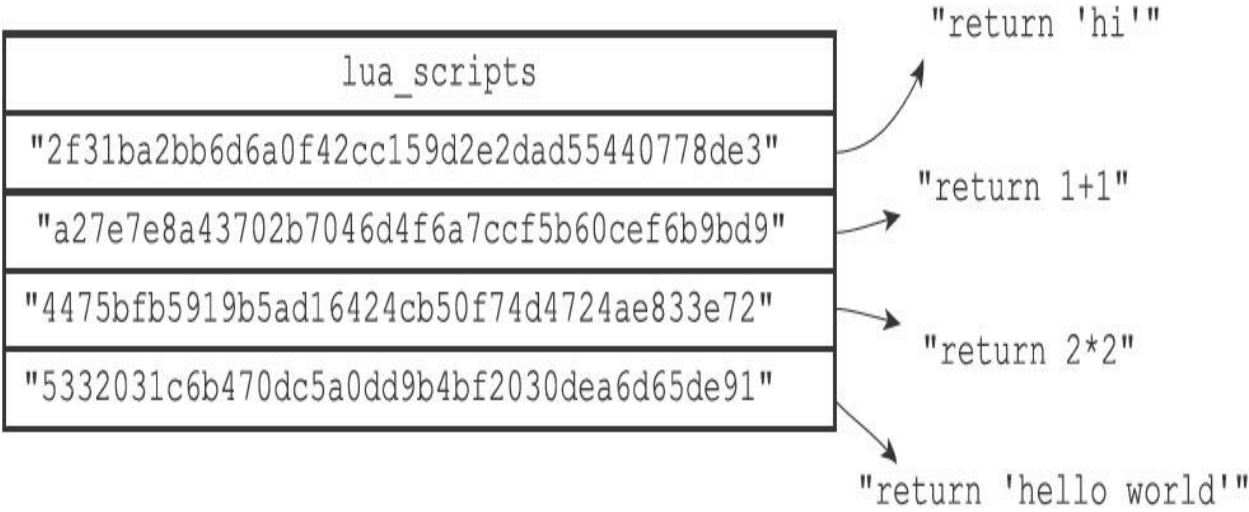 lua_scripts
"2f31ba2bb6d6a0f42cc159d2e2dad55440778de3"
"return 'hi'"
"a27e7e8a43702b7046d4f6a7ccf5b60cef6b9bd9"
"return 1+1"
"4475bfb5919b5ad16424cb50f74d4724ae833e72"
"return 2*2"
"5332031c6b470dc5a0dd9b4bf2030dea6d65de91"
"return 'hello world'"